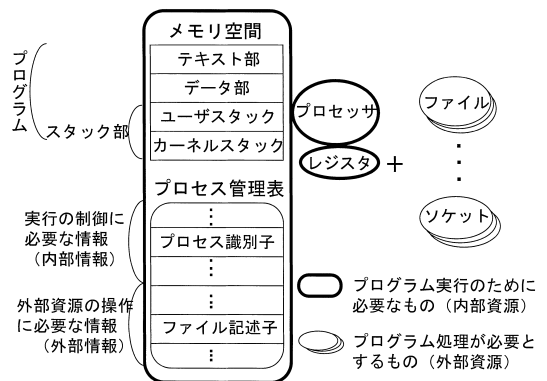 メモリ空間
テキスト部
データ部
ユーザスタック
カーネルスタック
プログラム
スタック部
プロセッサ
レジスタ
+
ファイル
ソケット
プロセス管理表
実行の制御に
必要な情報
(内部情報)
プロセス識別子
外部資源の操作
に必要な情報
(外部情報)
ファイル記述子
プログラム実行のために
必要なもの(内部資源)
プログラム処理が必要と
するもの(外部資源)